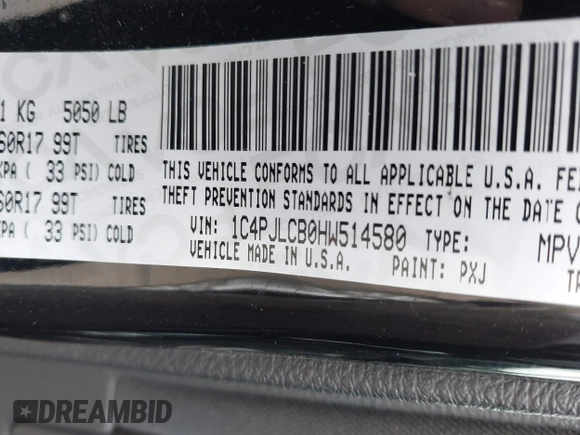 1 KG 5050 LB
60R17 99T TIRES
KPA ( 33 PSI) COLD
60R17 99T TIRES
KPA ( 33 PSI) COLD
THIS VEHICLE CONFORMS TO ALL APPLICABLE U.S.A. FE
THEFT PREVENTION STANDARDS IN EFFECT ON THE DATE O
VIN: 1C4PJLCB0HW514580 TYPE: MPV
VEHICLE MADE IN U.S.A. PAINT: PXJ
DREAMBID